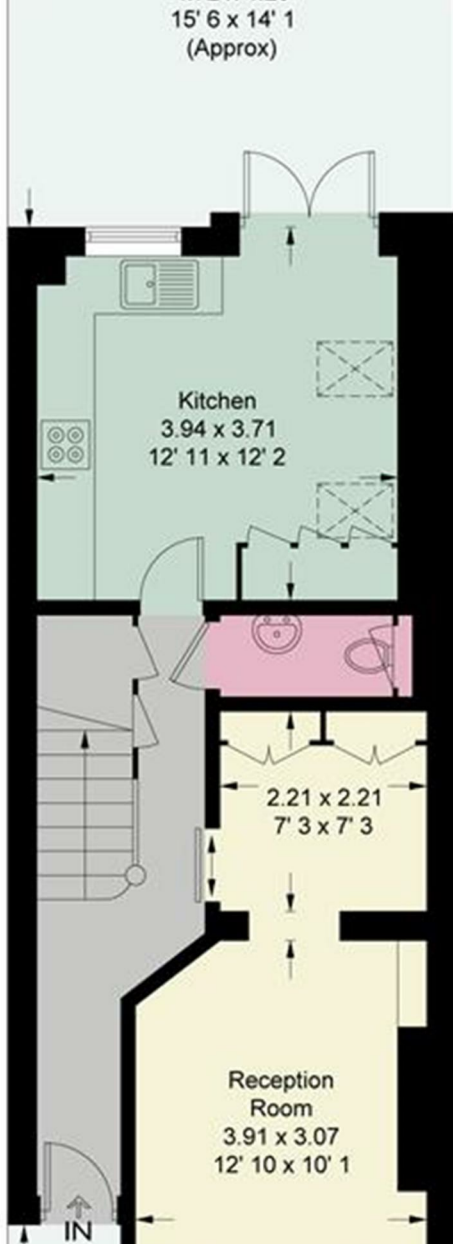 15' 6 x 14' 1
(Approx)
Kitchen
3.94 x 3.71
12' 11 x 12' 2
2.21 x 2.21
7' 3 x 7' 3
Reception
Room
3.91 x 3.07
12' 10 x 10' 1
IN